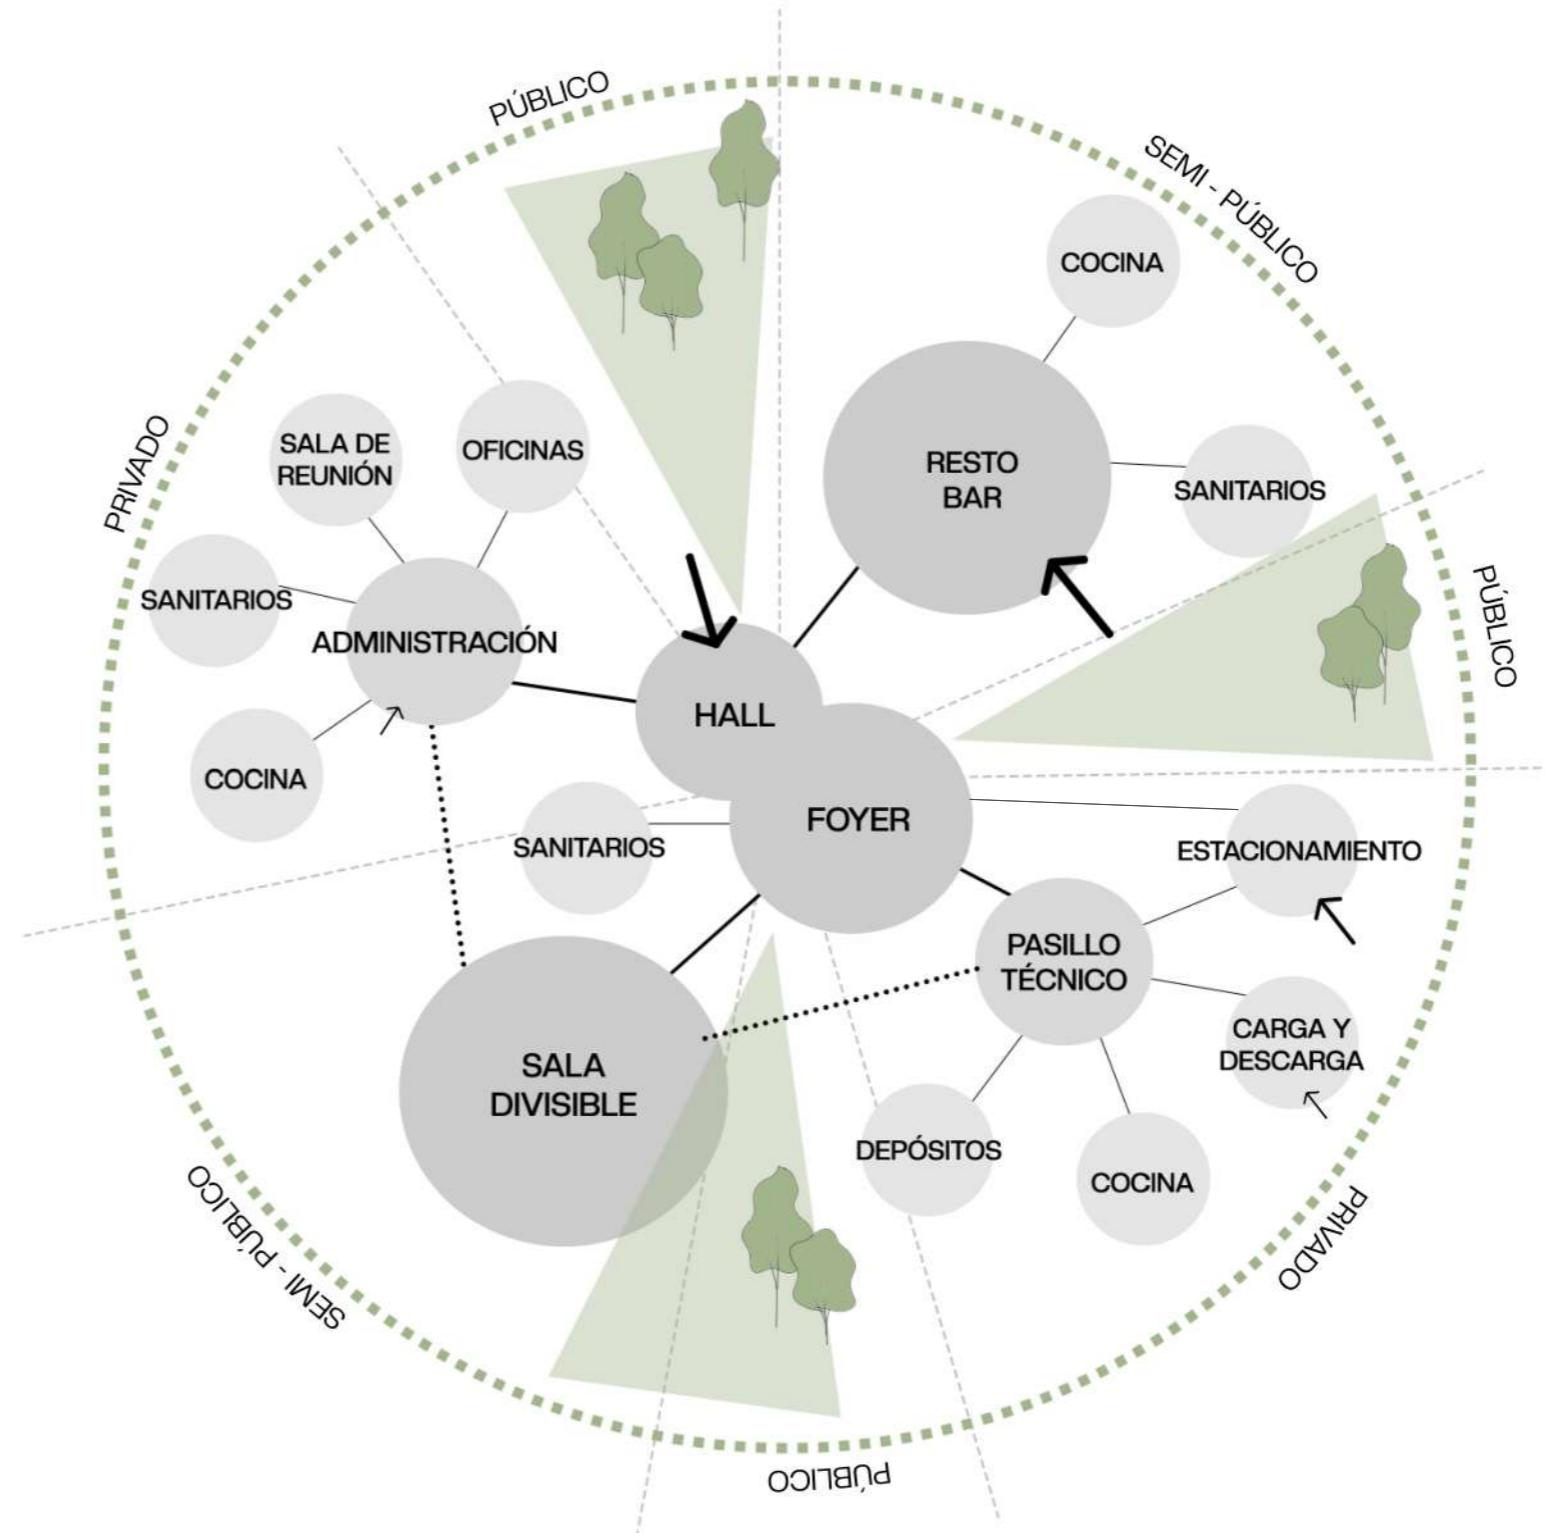 PÚBLICO
SEMI - PÚBLICO
COCINA
PRIVADO
SALA DE
REUNIÓN
OFICINAS
RESTO
BAR
SANITARIOS
PÚBLICO
SANITARIOS
ADMINISTRACIÓN
HALL
COCINA
FOYER
SANITARIOS
ESTACIONAMIENTO
PASILLO
TÉCNICO
CARGA Y
DESCARGA
SALA
DIVISIBLE
DEPÓSITOS
COCINA
SEMI - PÚBLICO
PRIVADO
PÚBLICO